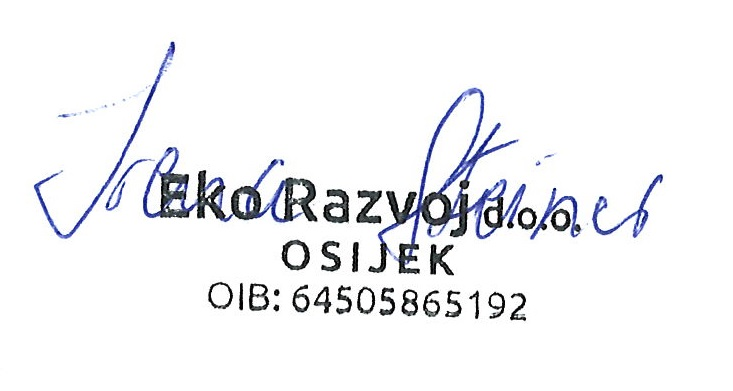 Eko Razvoj d.o.o.
OSIJEK
OIB: 64505865192